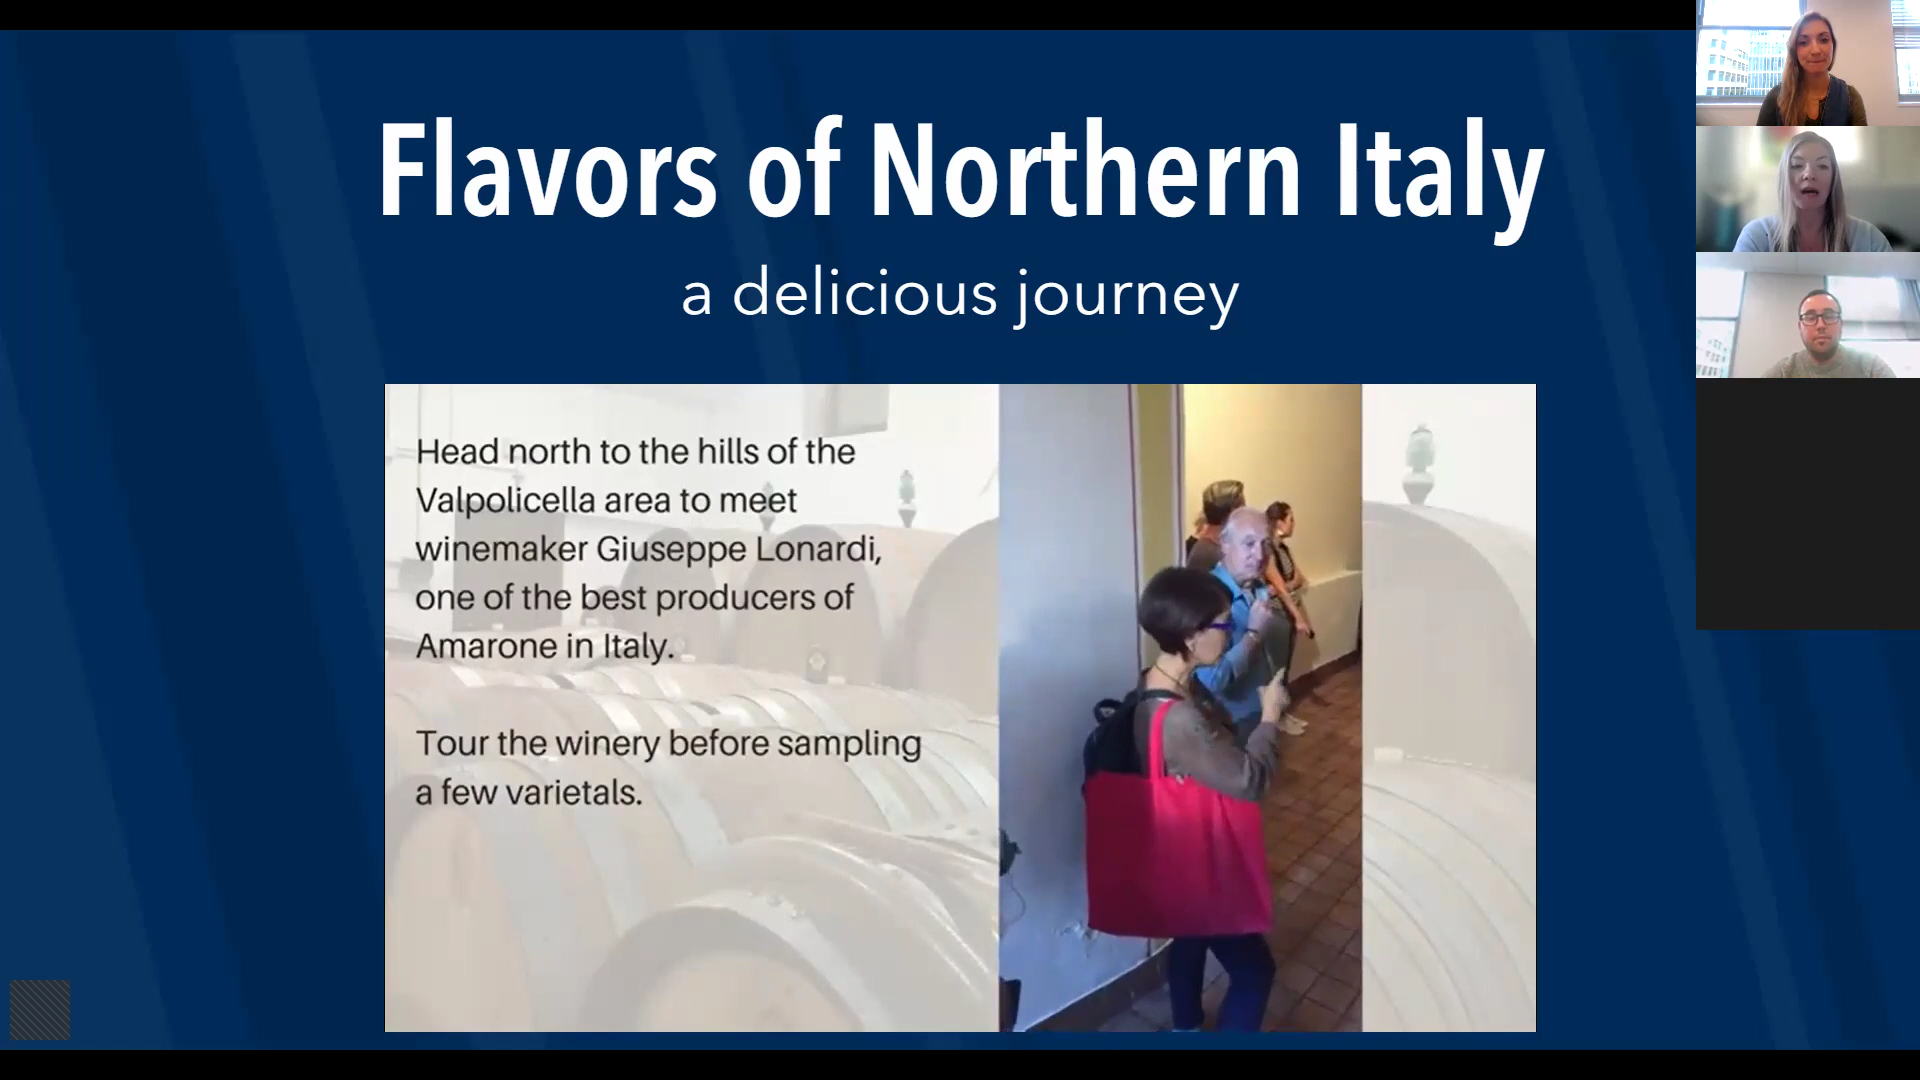 Flavors of Northern Italy
a delicious journey
Head north to the hills of the
Valpolicella area to meet
winemaker Giuseppe Lonardi,
one of the best producers of
Amarone in Italy.
Tour the winery before sampling
a few varietals.